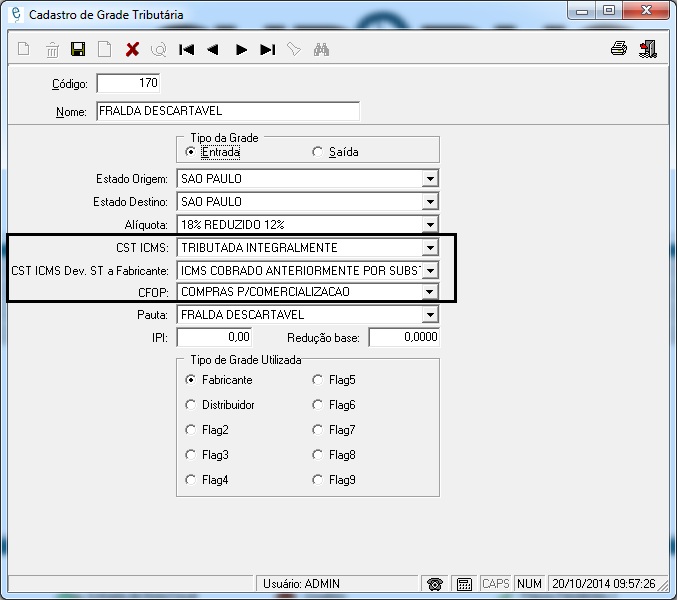 Cadastro de Grade Tributária
Código: 170
Nome: FRALDA DESCARTAVEL
Tipo da Grade
Entrada Saída
Estado Origem: SAO PAULO
Estado Destino: SAO PAULO
Alíquota: 18% REDUZIDO 12%
CST ICMS: TRIBUTADA INTEGRALMENTE
CST ICMS Dev. ST a Fabricante: ICMS COBRADO ANTERIORMENTE POR SUBST
CFOP: COMPRAS P/COMERCIALIZACAO
Pauta: FRALDA DESCARTAVEL
IPI: 0,00 Redução base: 0,0000
Tipo de Grade Utilizada
Fabricante Flag5
Distribuidor Flag6
Flag2 Flag7
Flag3 Flag8
Flag4 Flag9
Usuário: ADMIN CAPS NUM 20/10/2014 09:57:26